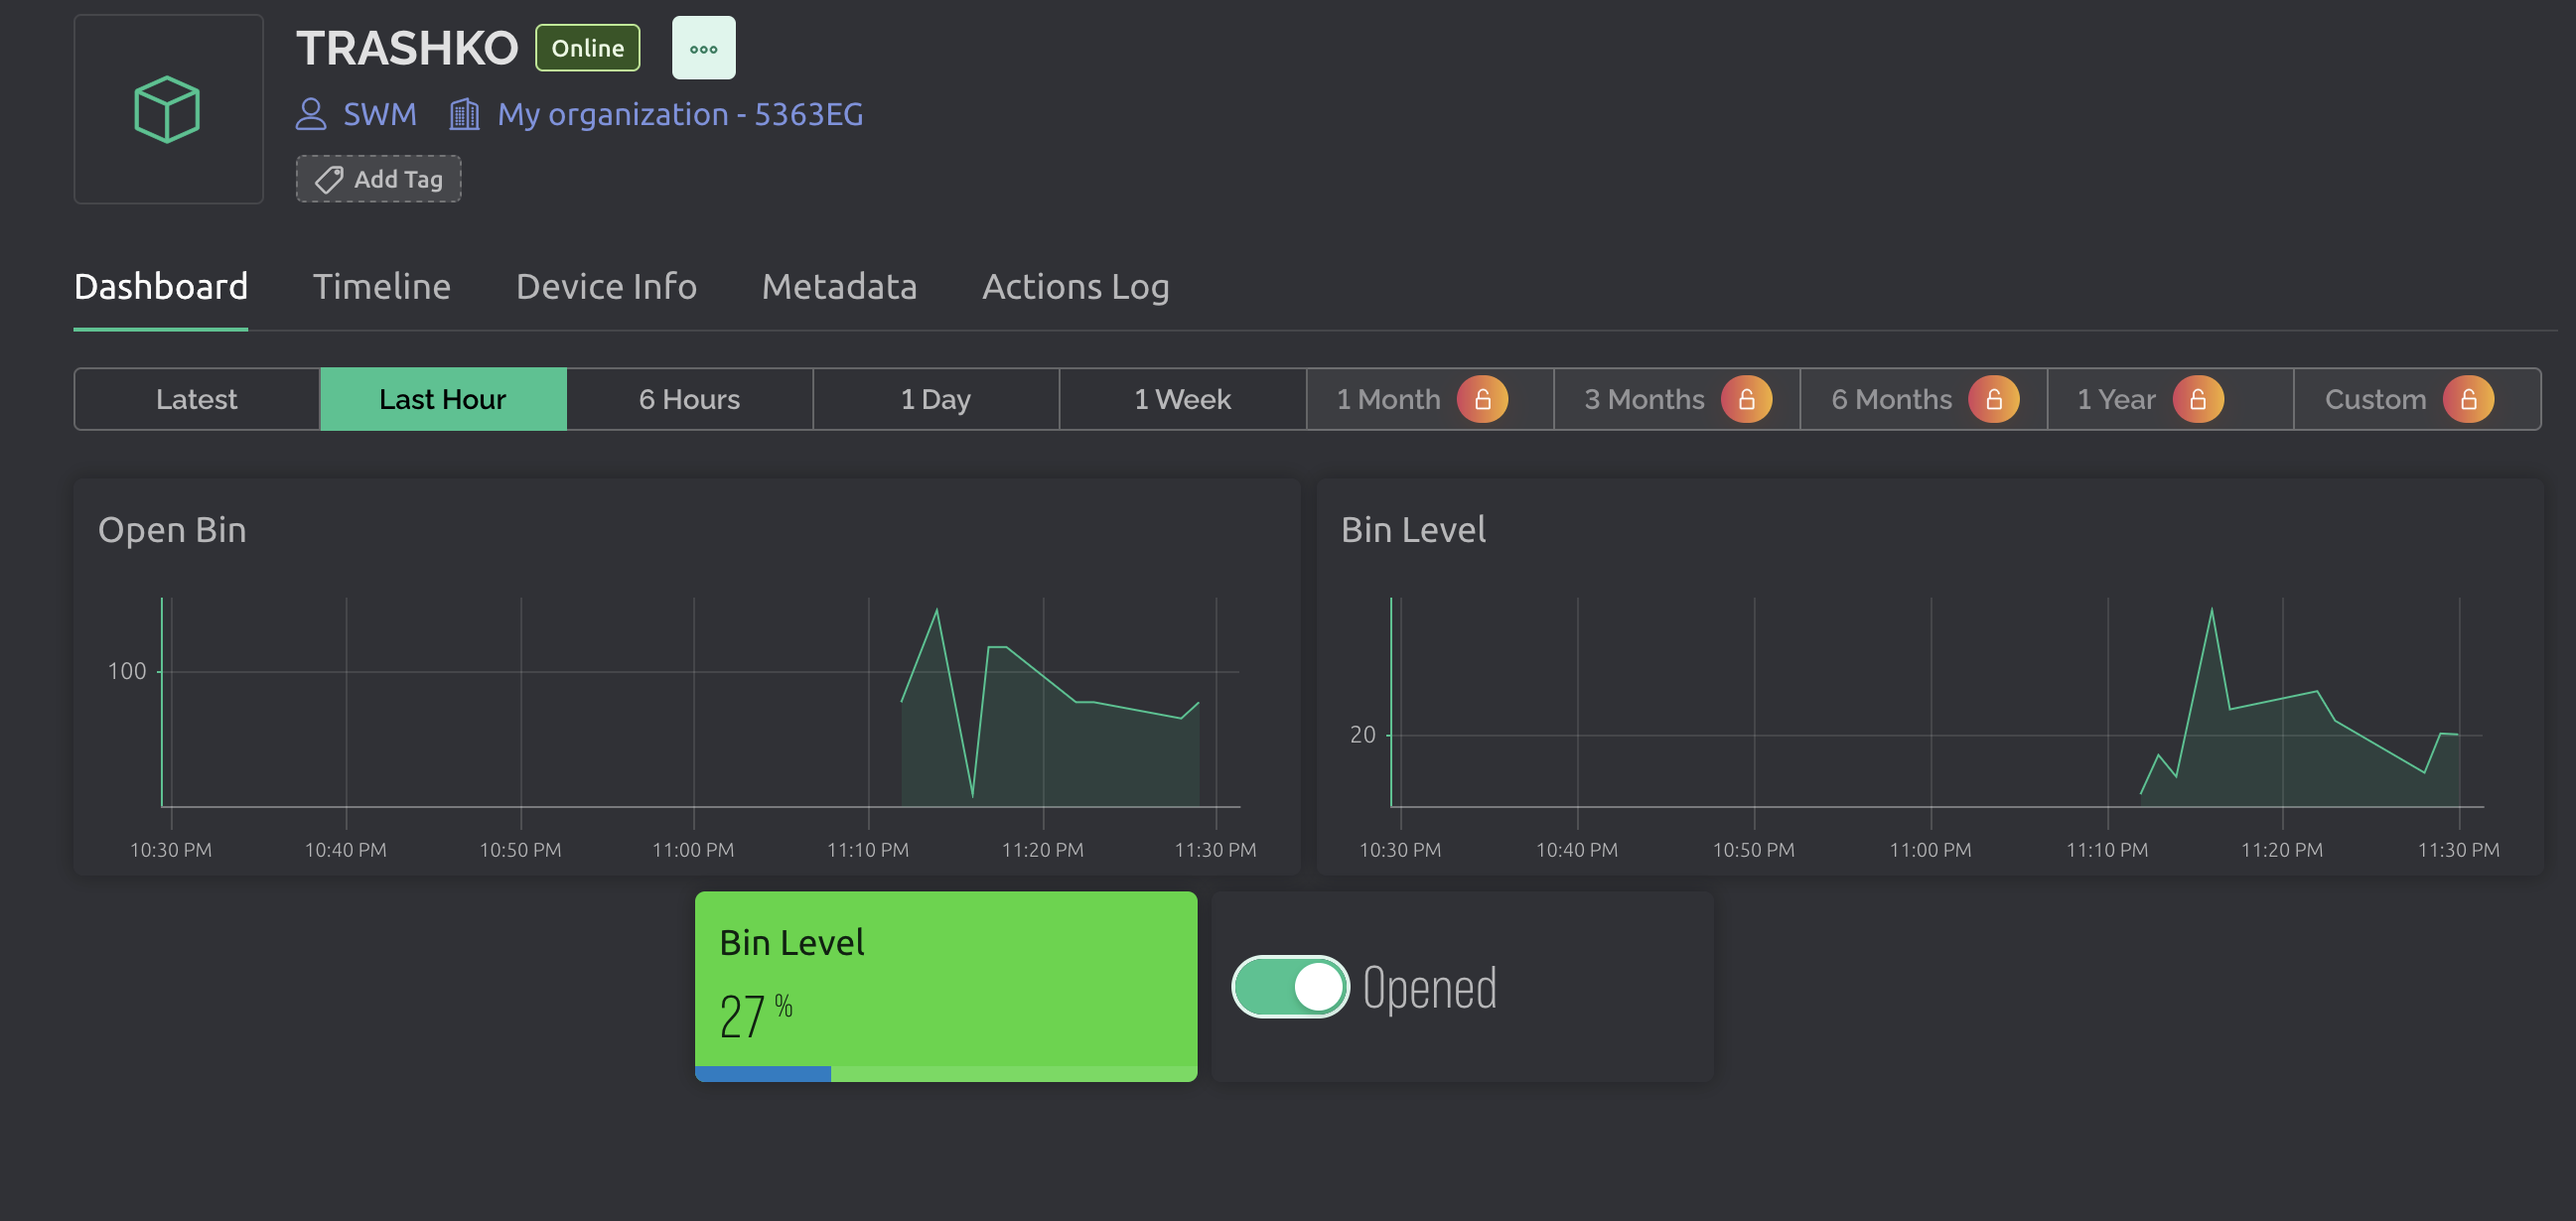 TRASHKO Online
SWM My organization - 5363EG
Add Tag
Dashboard Timeline Device Info Metadata Actions Log
Latest Last Hour 6 Hours 1 Day 1 Week 1 Month 3 Months 6 Months 1 Year Custom
Open Bin
100
10:30 PM 10:40 PM 10:50 PM 11:00 PM 11:10 PM 11:20 PM 11:30 PM
Bin Level
20
10:30 PM 10:40 PM 10:50 PM 11:00 PM 11:10 PM 11:20 PM 11:30 PM
Bin Level
27 %
Opened